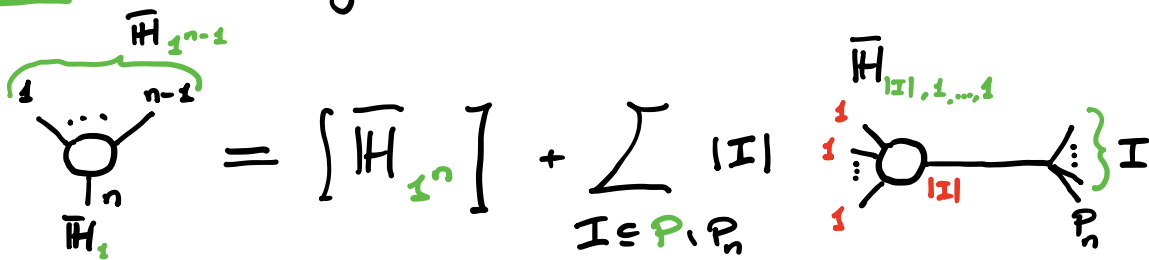 ℍ̅_{1^{n-1}}
1 ... n-1
n
ℍ̅_1
= [ℍ̅_{1^n}] + ∑_{I ⊆ P \ P_n} |I|
ℍ̅_{|I|,1,...,1}
1
1
⋮
1
|I|
⋮ } I
P_n